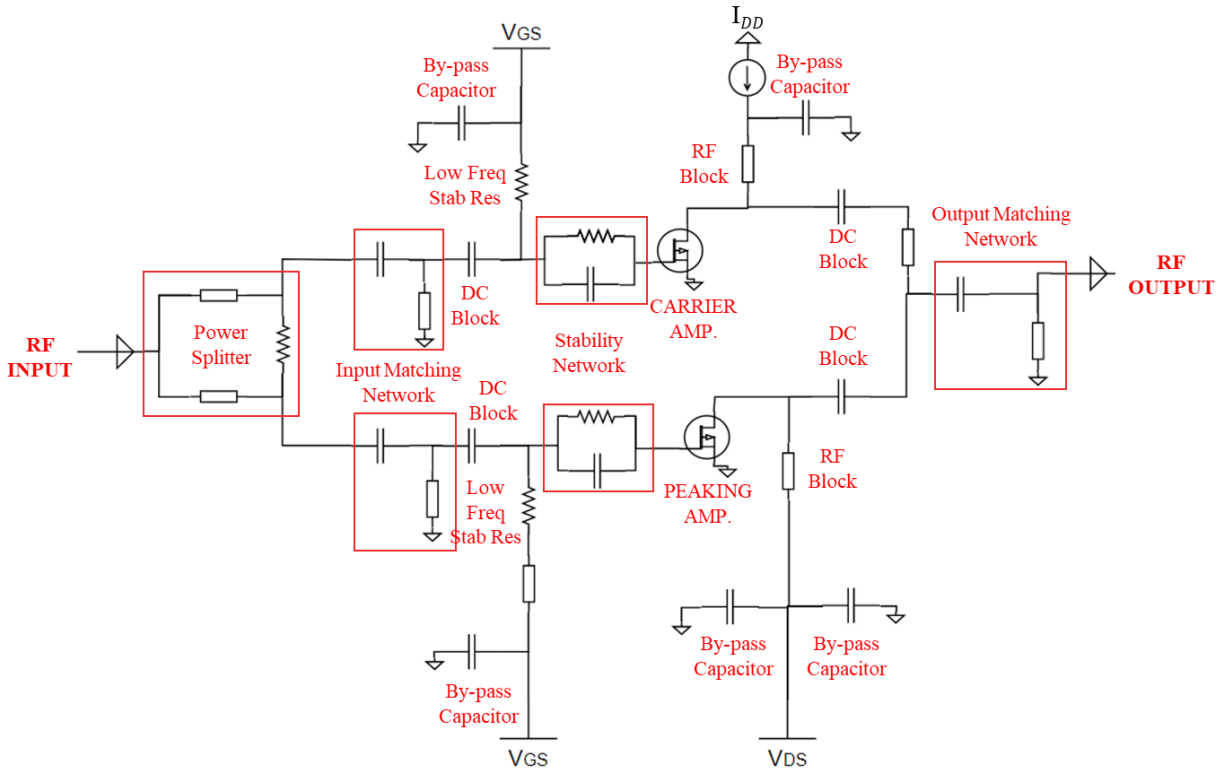 VGS
IDD
By-pass
Capacitor
By-pass
Capacitor
Low Freq
Stab Res
RF
Block
DC
Block
Output Matching
Network
RF
OUTPUT
DC
Block
CARRIER
AMP.
Power
Splitter
RF
INPUT
Stability
Network
DC
Block
Input Matching
Network
DC
Block
Low
Freq
Stab Res
PEAKING
AMP.
RF
Block
By-pass
Capacitor
By-pass
Capacitor
By-pass
Capacitor
VGS
VDS